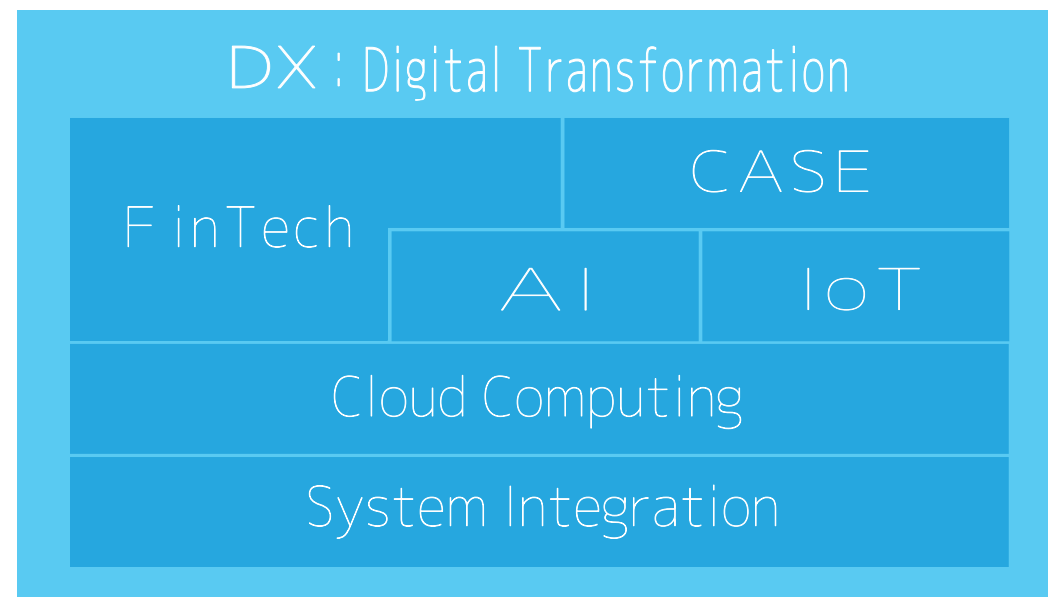 DX：Digital Transformation
CASE
FinTech
AI
IoT
Cloud Computing
System Integration